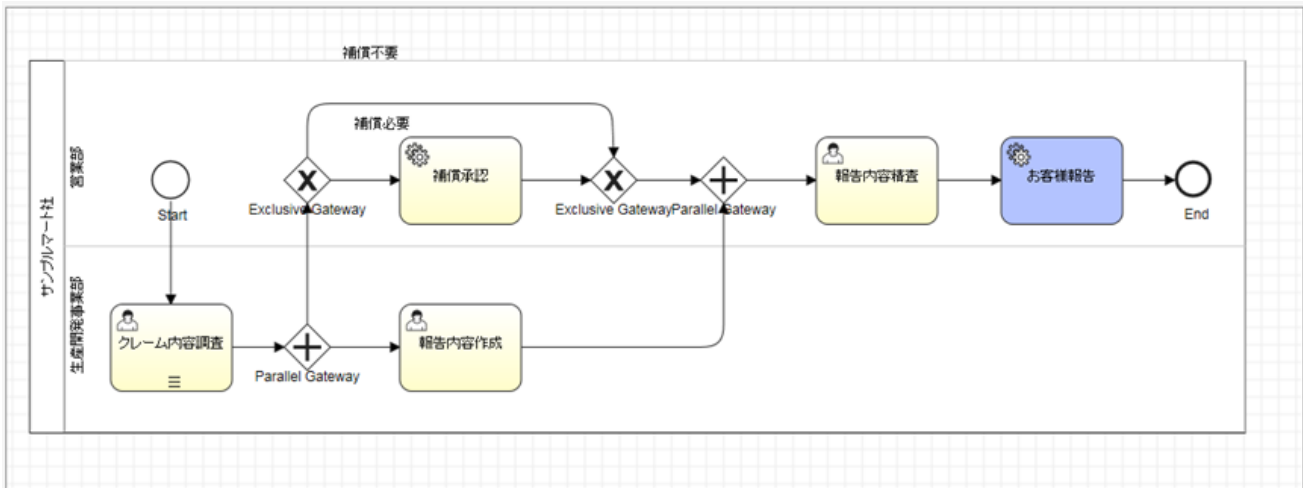 補償不要
サンプルマート社
営業部
Start
Exclusive Gateway
補償必要
補償承認
Exclusive Gateway
Parallel Gateway
報告内容精査
お客様報告
End
生産開発事業部
クレーム内容調査
Parallel Gateway
報告内容作成